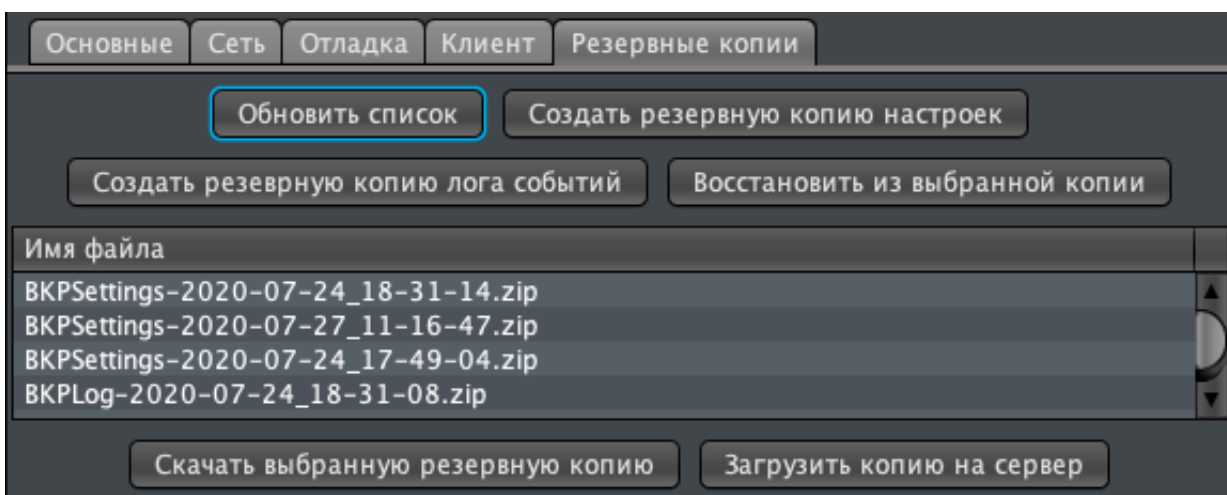 Основные Сеть Отладка Клиент Резервные копии
Обновить список Создать резервную копию настроек
Создать резеврную копию лога событий Восстановить из выбранной копии
Имя файла
BKPSettings-2020-07-24_18-31-14.zip
BKPSettings-2020-07-27_11-16-47.zip
BKPSettings-2020-07-24_17-49-04.zip
BKPLog-2020-07-24_18-31-08.zip
Скачать выбранную резервную копию Загрузить копию на сервер